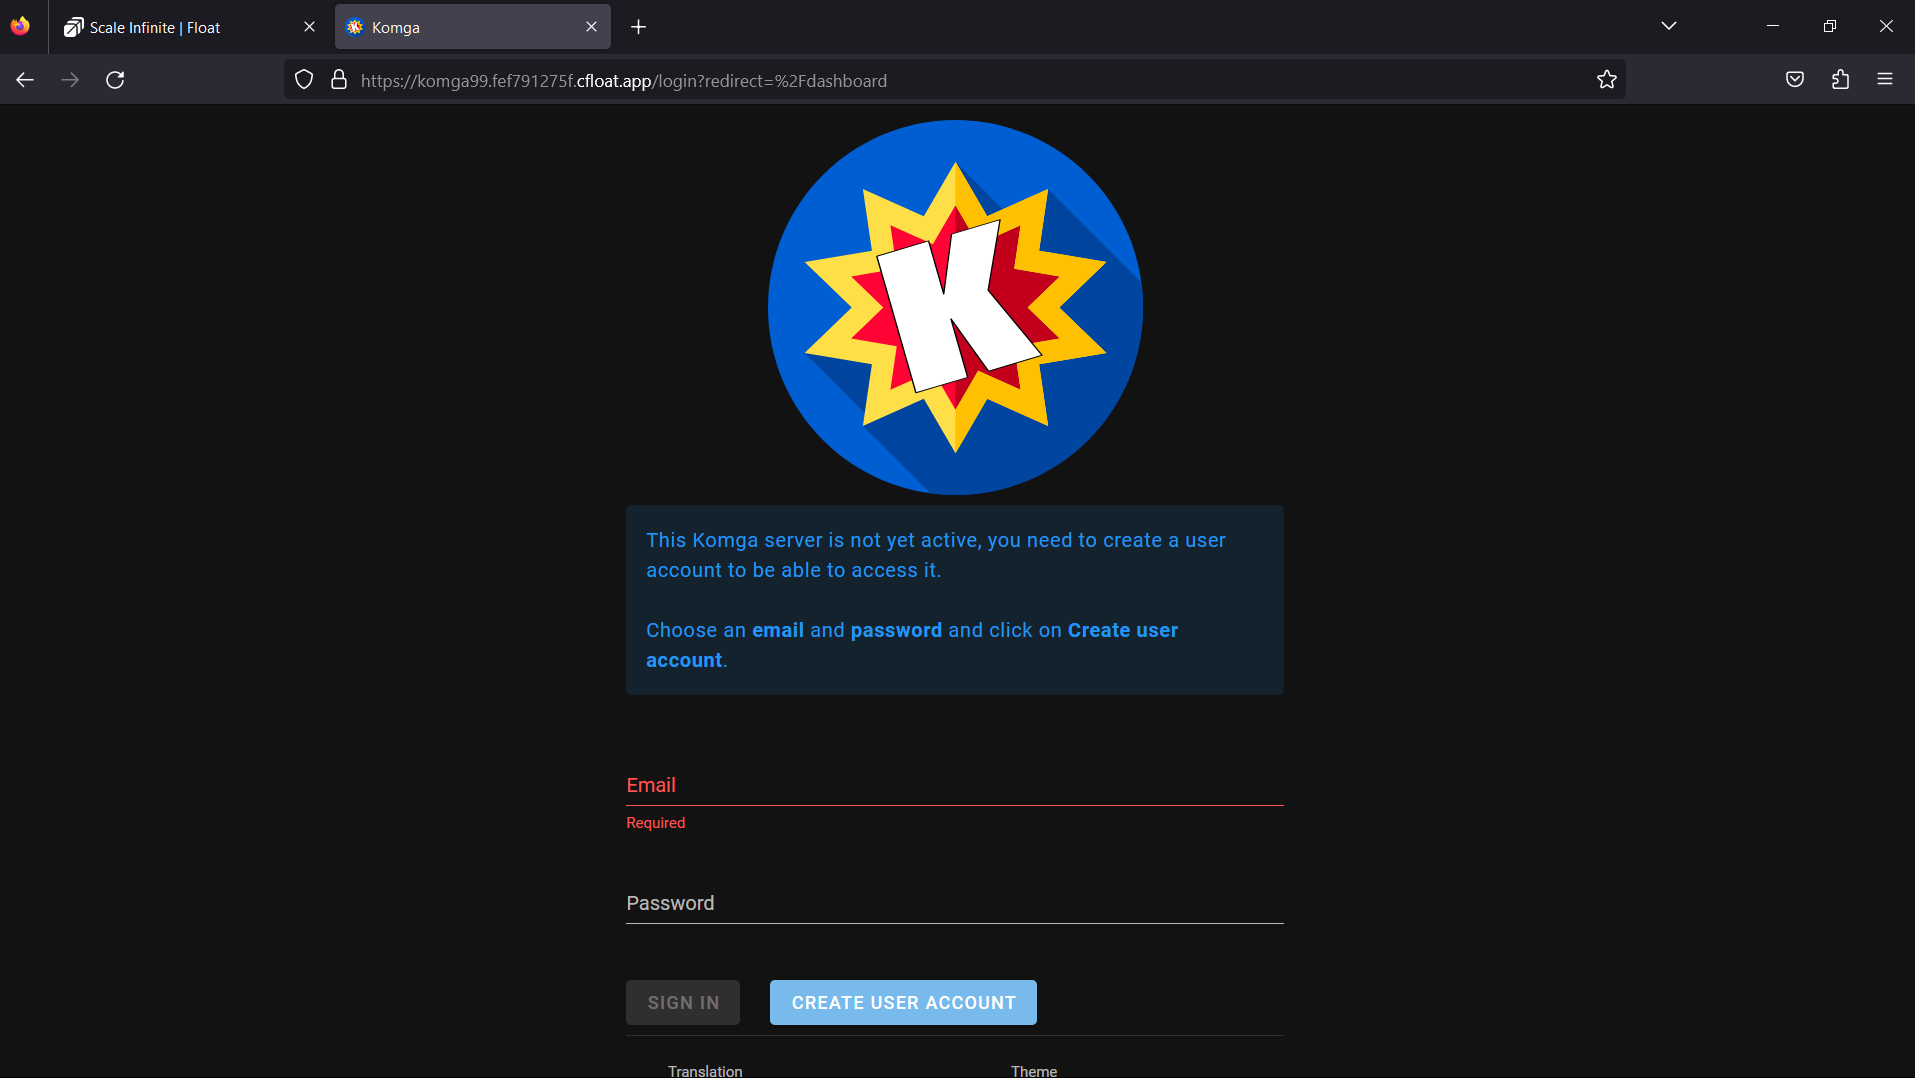 Scale Infinite | Float
Komga
https://komga99.fef791275f.cfloat.app/login?redirect=%2Fdashboard
K
This Komga server is not yet active, you need to create a user
account to be able to access it.
Choose an email and password and click on Create user
account.
Email
Required
Password
SIGN IN
CREATE USER ACCOUNT
Translation
Theme